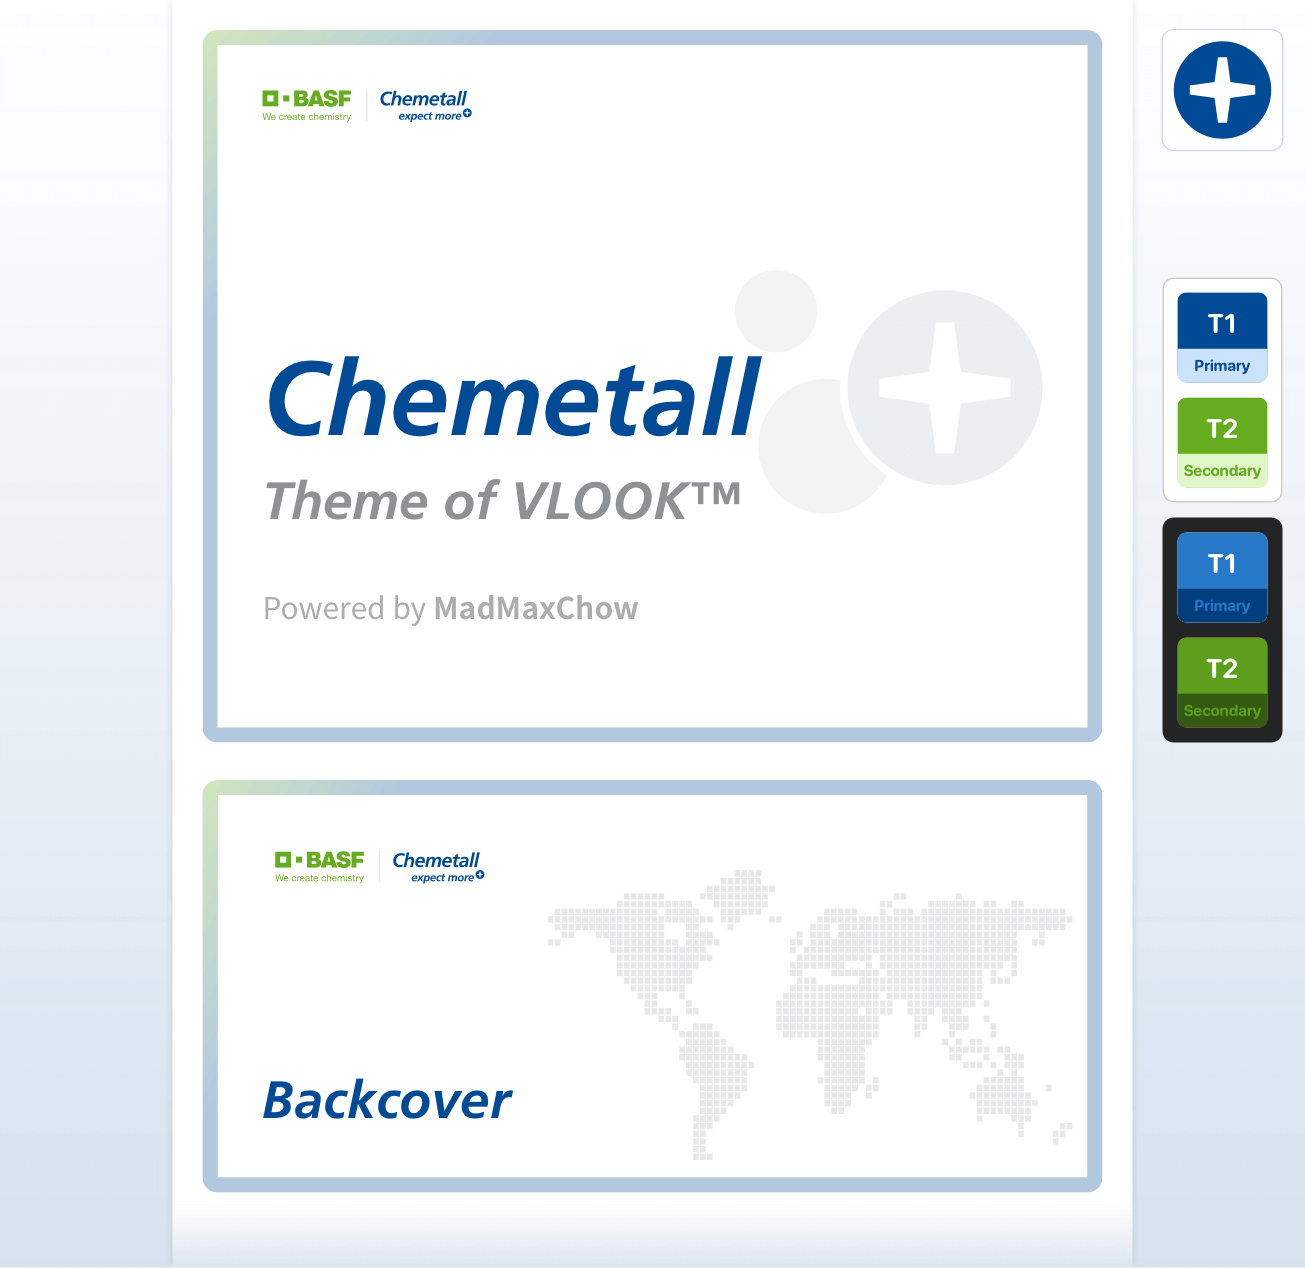 BASF
We create chemistry
Chemetall
expect more
Chemetall
Theme of VLOOK™
Powered by MadMaxChow
T1
Primary
T2
Secondary
T1
Primary
T2
Secondary
BASF
We create chemistry
Chemetall
expect more
Backcover